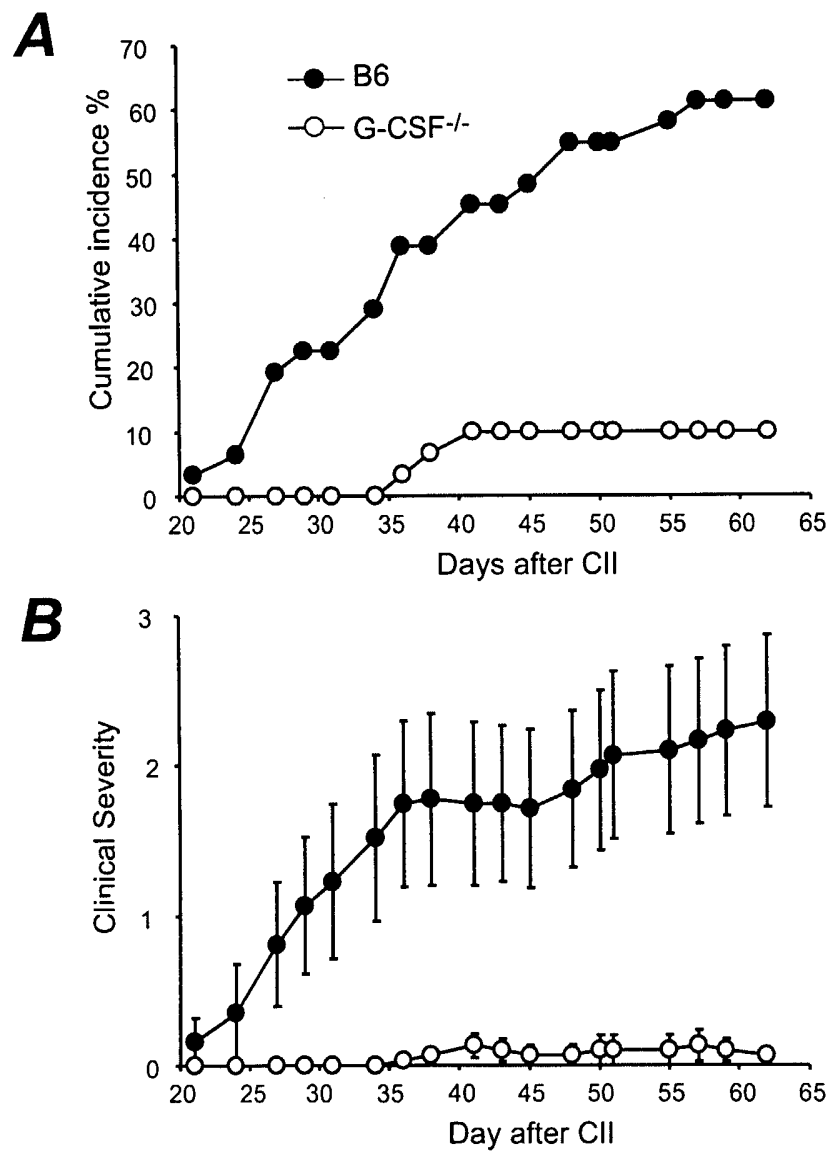 A
70
60
50
40
30
20
10
0
Cumulative incidence %
B6
G-CSF-/-
20 25 30 35 40 45 50 55 60 65
Days after CII
B
3
2
1
0
Clinical Severity
20 25 30 35 40 45 50 55 60 65
Day after CII